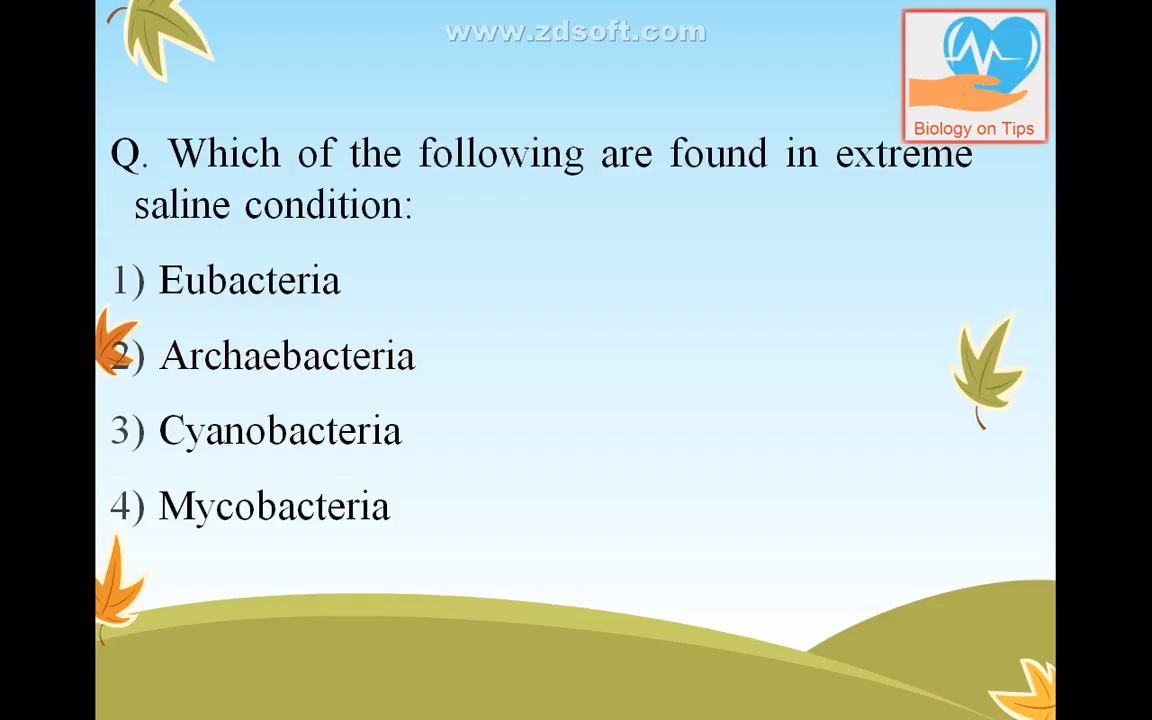 www.zdsoft.com
Biology on Tips
Q. Which of the following are found in extreme
saline condition:
1) Eubacteria
2) Archaebacteria
3) Cyanobacteria
4) Mycobacteria